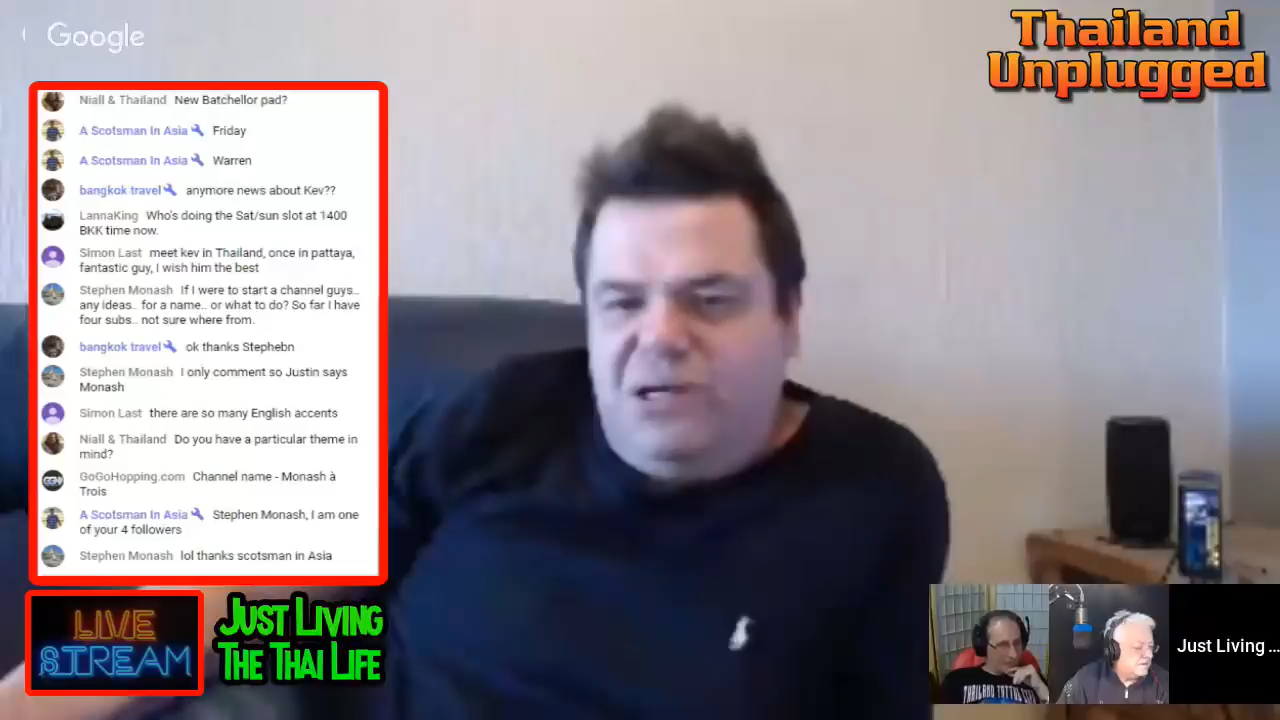 Google
Thailand
Unplugged
Niall & Thailand New Batchellor pad?
A Scotsman In Asia Friday
A Scotsman In Asia Warren
bangkok travel anymore news about Kev??
LannaKing Who's doing the Sat/sun slot at 1400
BKK time now.
Simon Last meet kev in Thailand, once in pattaya,
fantastic guy, I wish him the best
Stephen Monash If I were to start a channel guys..
any ideas.. for a name.. or what to do? So far I have
four subs.. not sure where from.
bangkok travel ok thanks Stephebn
Stephen Monash I only comment so Justin says
Monash
Simon Last there are so many English accents
Niall & Thailand Do you have a particular theme in
mind?
GoGoHopping.com Channel name - Monash à
Trois
A Scotsman In Asia Stephen Monash, I am one
of your 4 followers
Stephen Monash lol thanks scotsman in Asia
LIVE
STREAM
Just Living
The Thai Life
Just Living ...